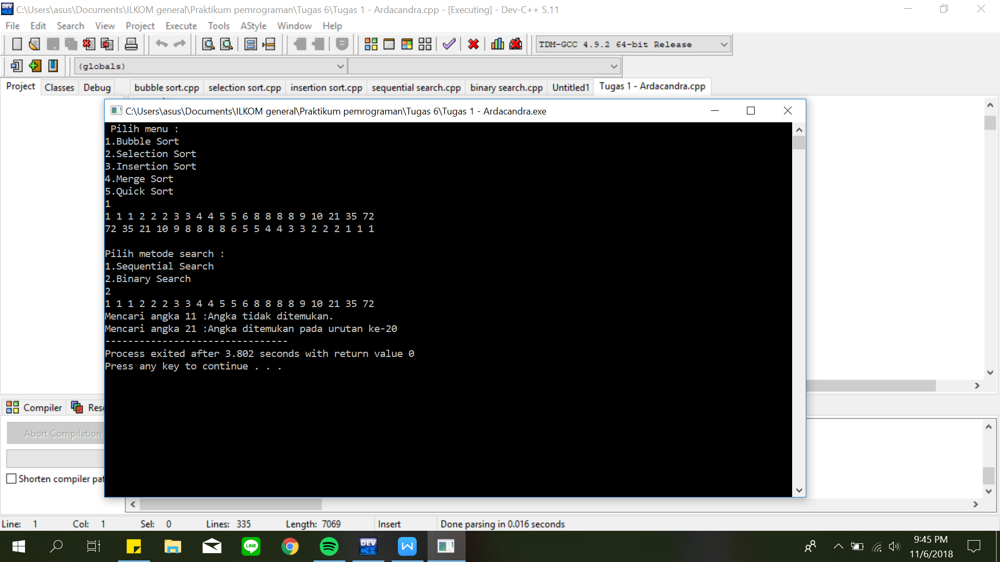 C:\Users\asus\Documents\ILKOM general\Praktikum pemrograman\Tugas 6\Tugas 1 - Ardacandra.cpp - [Executing] - Dev-C++ 5.11
File Edit Search View Project Execute Tools AStyle Window Help
TDM-GCC 4.9.2 64-bit Release
(globals)
Project Classes Debug bubble sort.cpp selection sort.cpp insertion sort.cpp sequential search.cpp binary search.cpp Untitled1 Tugas 1 - Ardacandra.cpp
C:\Users\asus\Documents\ILKOM general\Praktikum pemrograman\Tugas 6\Tugas 1 - Ardacandra.exe
Pilih menu :
1.Bubble Sort
2.Selection Sort
3.Insertion Sort
4.Merge Sort
5.Quick Sort
1
1 1 1 2 2 2 3 3 4 4 5 5 6 8 8 8 8 9 10 21 35 72
72 35 21 10 9 8 8 8 8 6 5 5 4 4 3 3 2 2 2 1 1 1
Pilih metode search :
1.Sequential Search
2.Binary Search
2
1 1 1 2 2 2 3 3 4 4 5 5 6 8 8 8 8 9 10 21 35 72
Mencari angka 11 :Angka tidak ditemukan.
Mencari angka 21 :Angka ditemukan pada urutan ke-20
--------------------------------
Process exited after 3.802 seconds with return value 0
Press any key to continue . . .
Compiler Res
Abort Compilation
Shorten compiler pat
Line: 1 Col: 1 Sel: 0 Lines: 335 Length: 7069 Insert Done parsing in 0.016 seconds
LINE
DEV C++
W
9:45 PM
11/6/2018